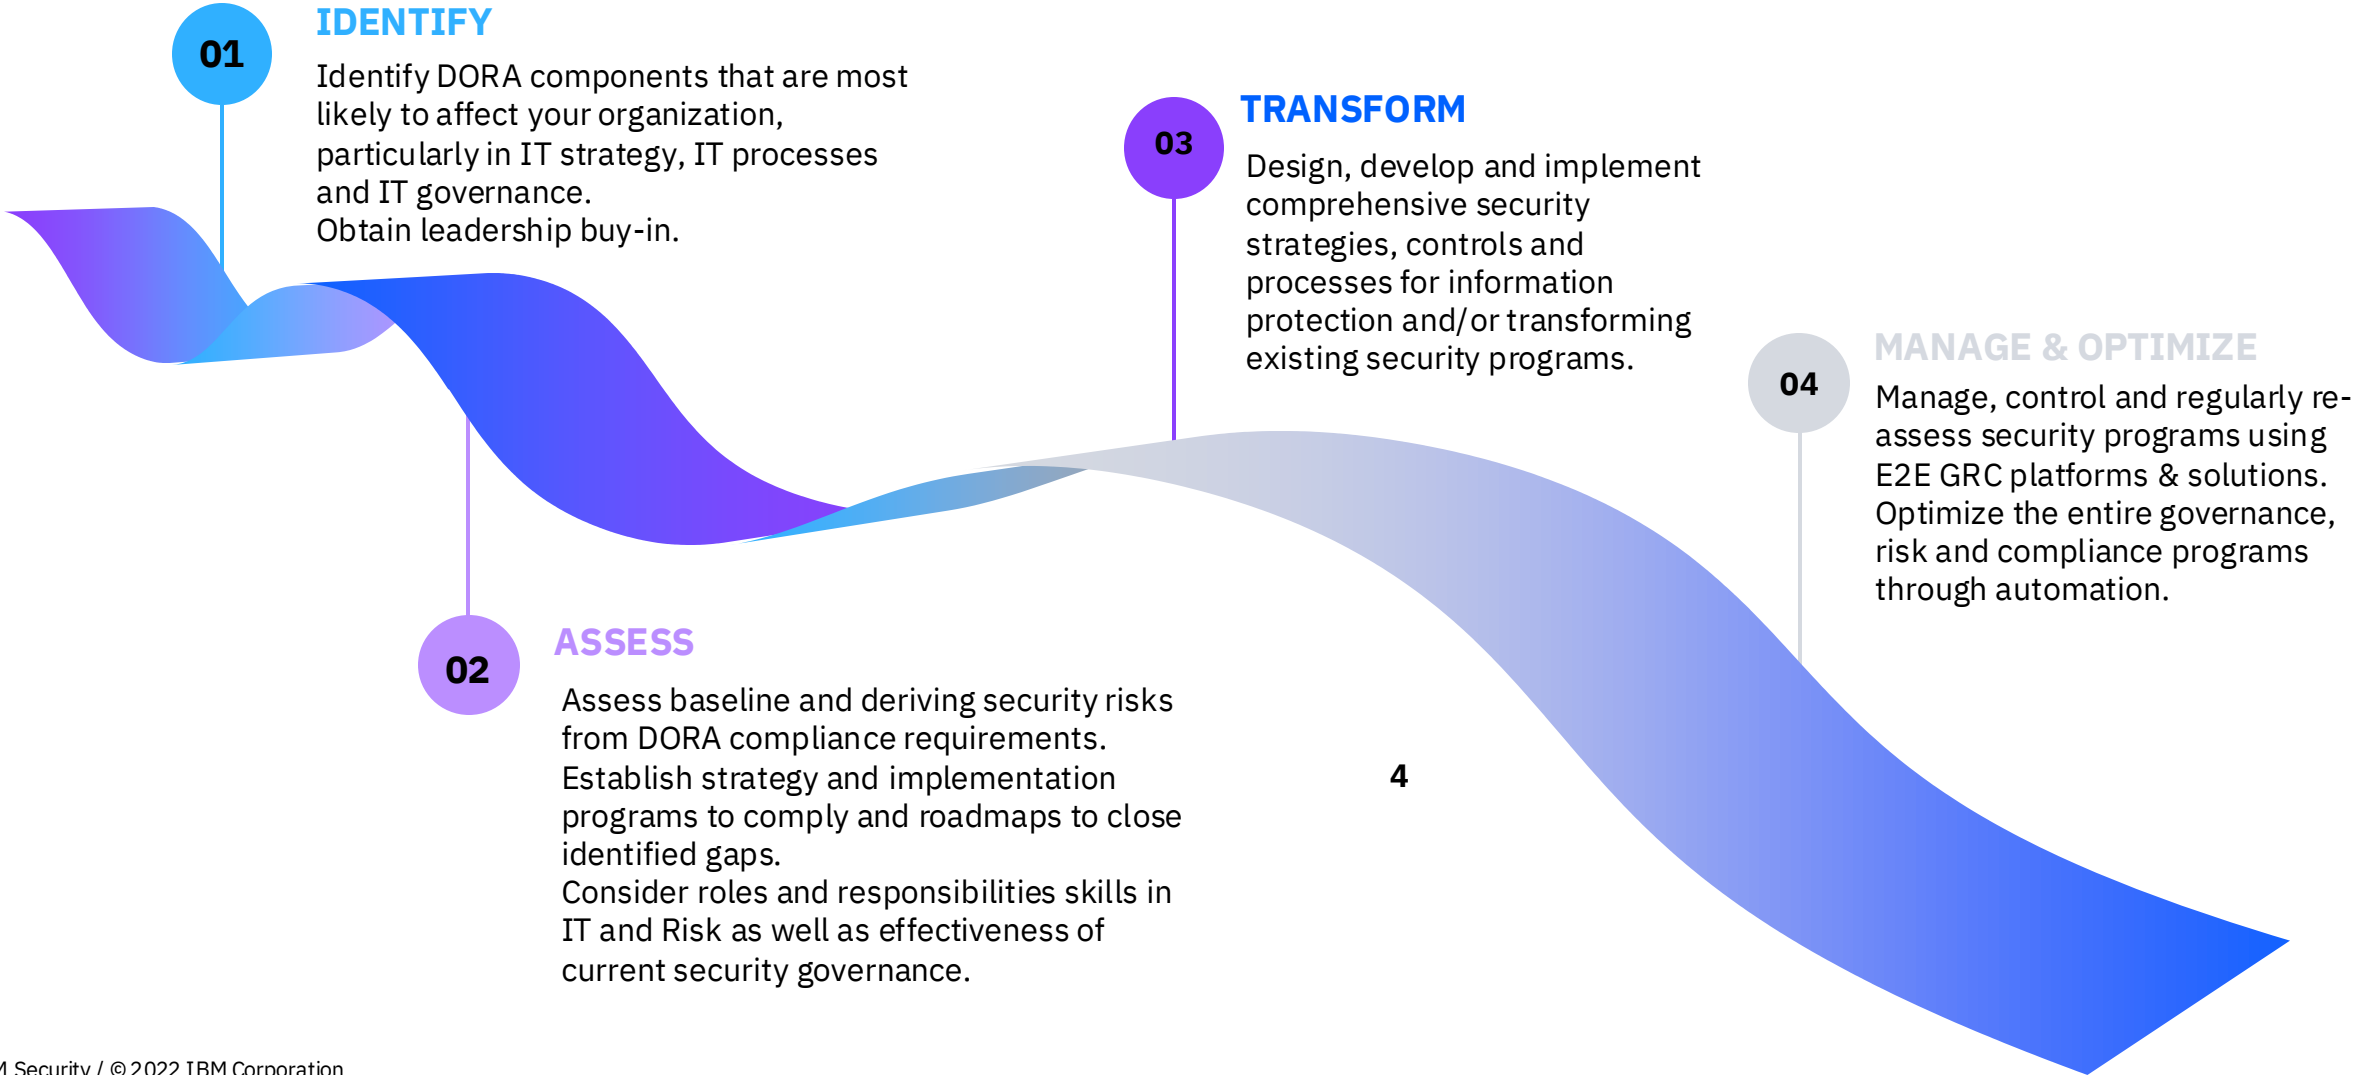 01
IDENTIFY
Identify DORA components that are most
likely to affect your organization,
particularly in IT strategy, IT processes
and IT governance.
Obtain leadership buy-in.
03
TRANSFORM
Design, develop and implement
comprehensive security
strategies, controls and
processes for information
protection and/or transforming
existing security programs.
04
MANAGE & OPTIMIZE
Manage, control and regularly re-
assess security programs using
E2E GRC platforms & solutions.
Optimize the entire governance,
risk and compliance programs
through automation.
02
ASSESS
Assess baseline and deriving security risks
from DORA compliance requirements.
Establish strategy and implementation
programs to comply and roadmaps to close
identified gaps.
Consider roles and responsibilities skills in
IT and Risk as well as effectiveness of
current security governance.
4
M Security / © 2022 IBM Corporation